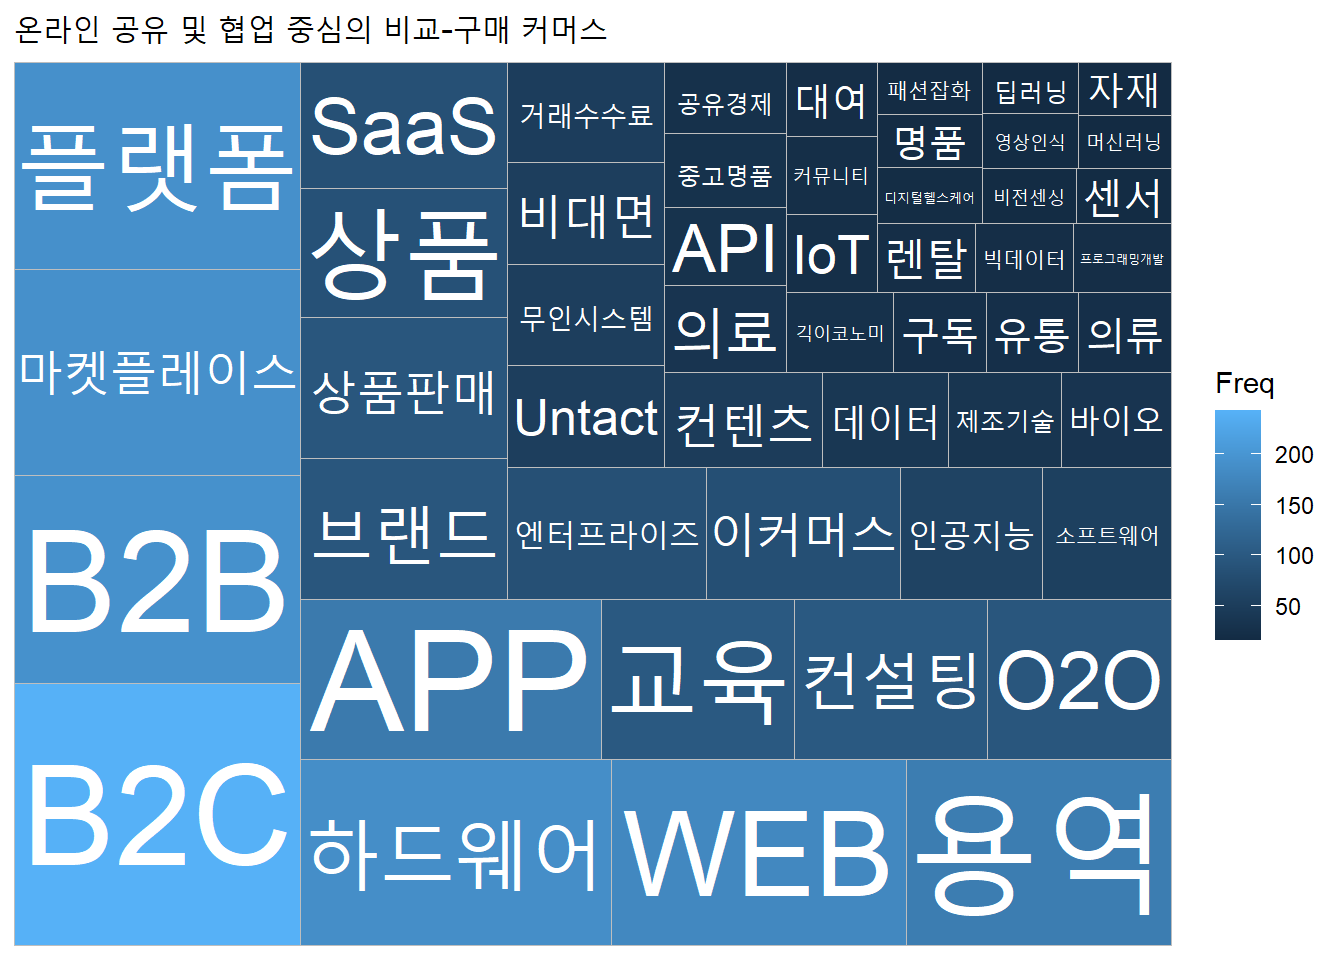 온라인 공유 및 협업 중심의 비교-구매 커머스
플랫폼
마켓플레이스
B2B
B2C
SaaS
상품
상품판매
브랜드
거래수수료
비대면
무인시스템
Untact
공유경제
중고명품
API
의료
대여
커뮤니티
IoT
패션잡화
명품
디지털헬스케어
렌탈
딥러닝
영상인식
비전센싱
빅데이터
자재
머신러닝
센서
프로그래밍개발
긱이코노미
구독
유통
의류
컨텐츠
데이터
제조기술
바이오
엔터프라이즈
이커머스
인공지능
소프트웨어
APP
교육
컨설팅
O2O
하드웨어
WEB
용역
Freq
200
150
100
50